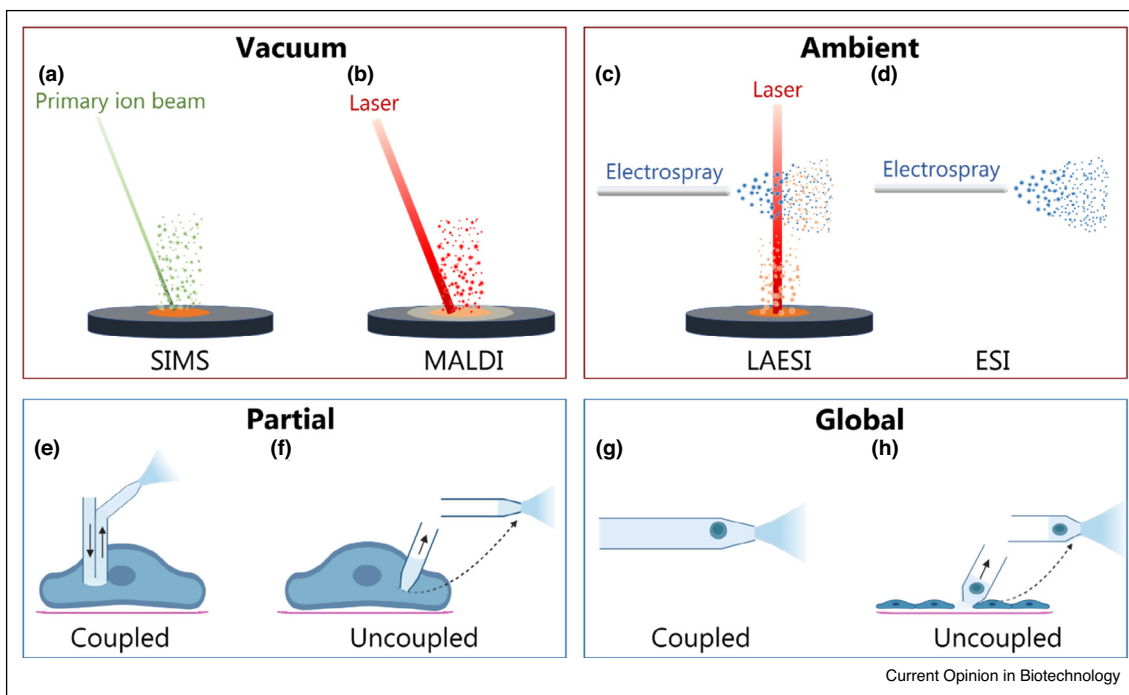 Vacuum
(a)
(b)
Primary ion beam
Laser
SIMS
MALDI
Ambient
(c)
(d)
Laser
Electrospray
Electrospray
LAESI
ESI
Partial
(e)
(f)
Coupled
Uncoupled
Global
(g)
(h)
Coupled
Uncoupled
Current Opinion in Biotechnology